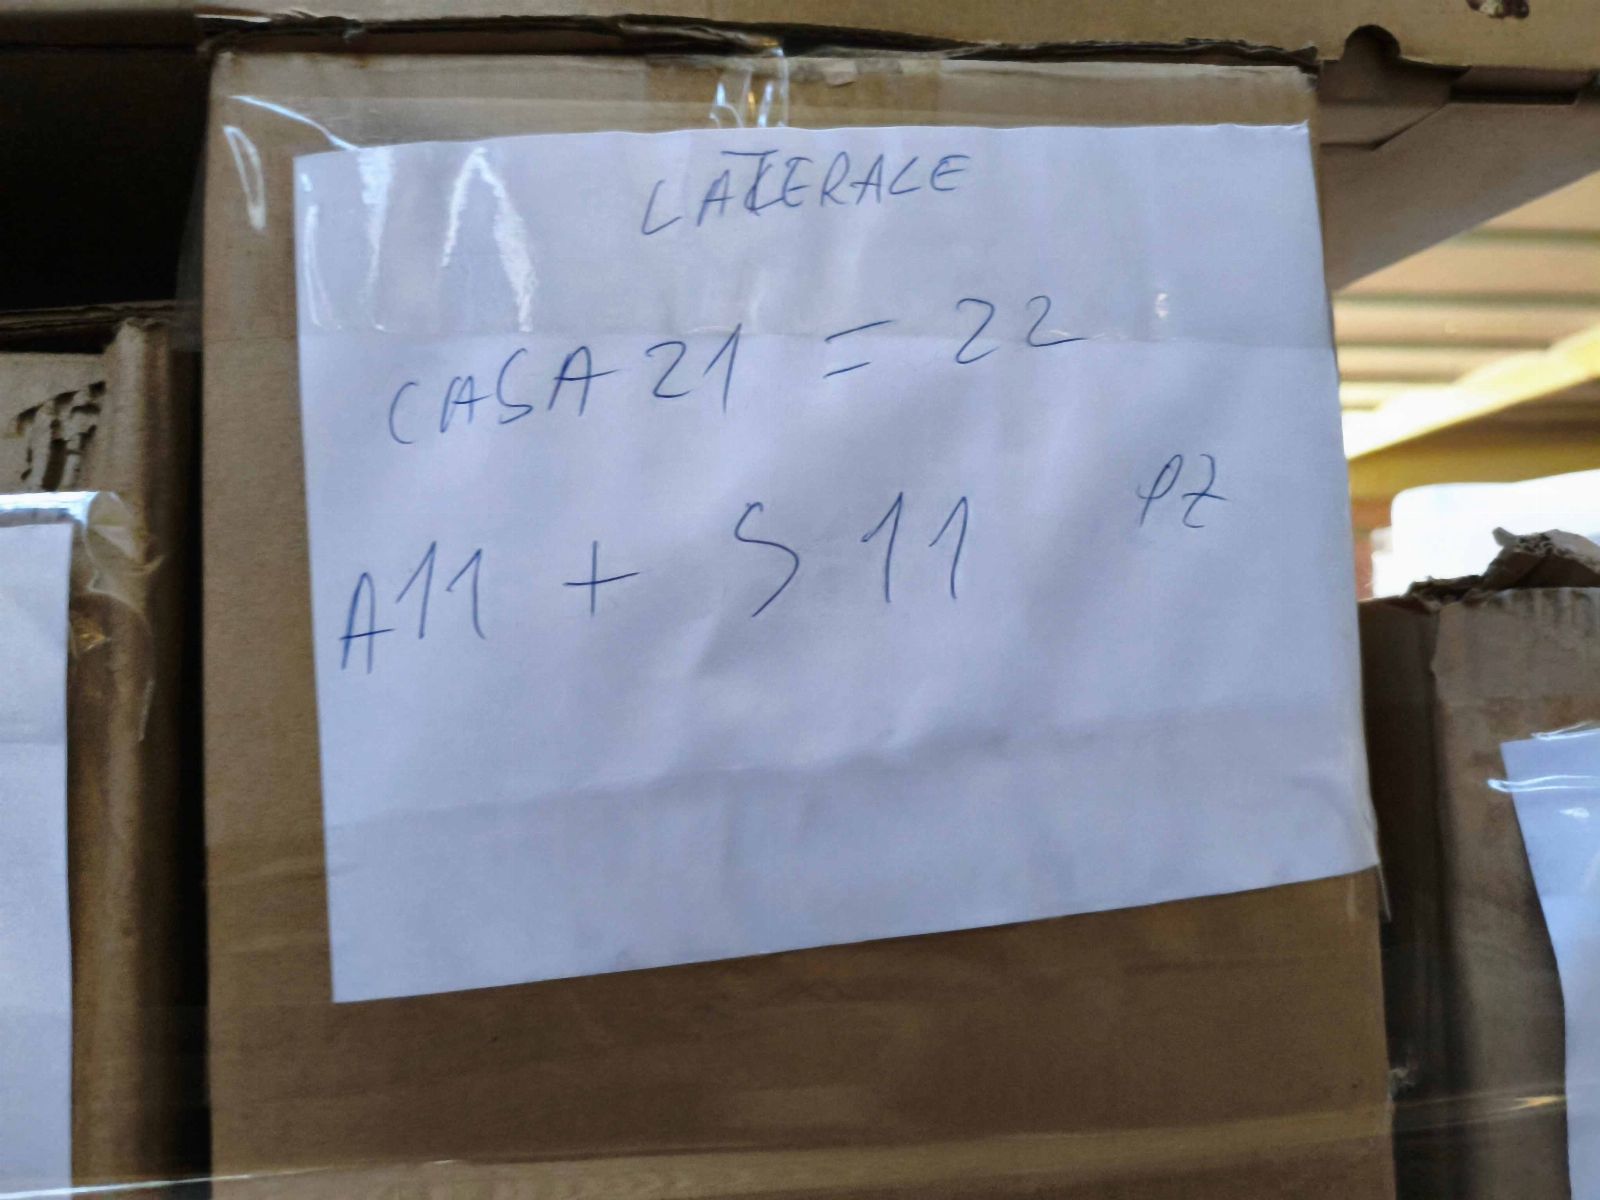 LATERALE
CASA 21 = 22
PZ
A11 + S 11